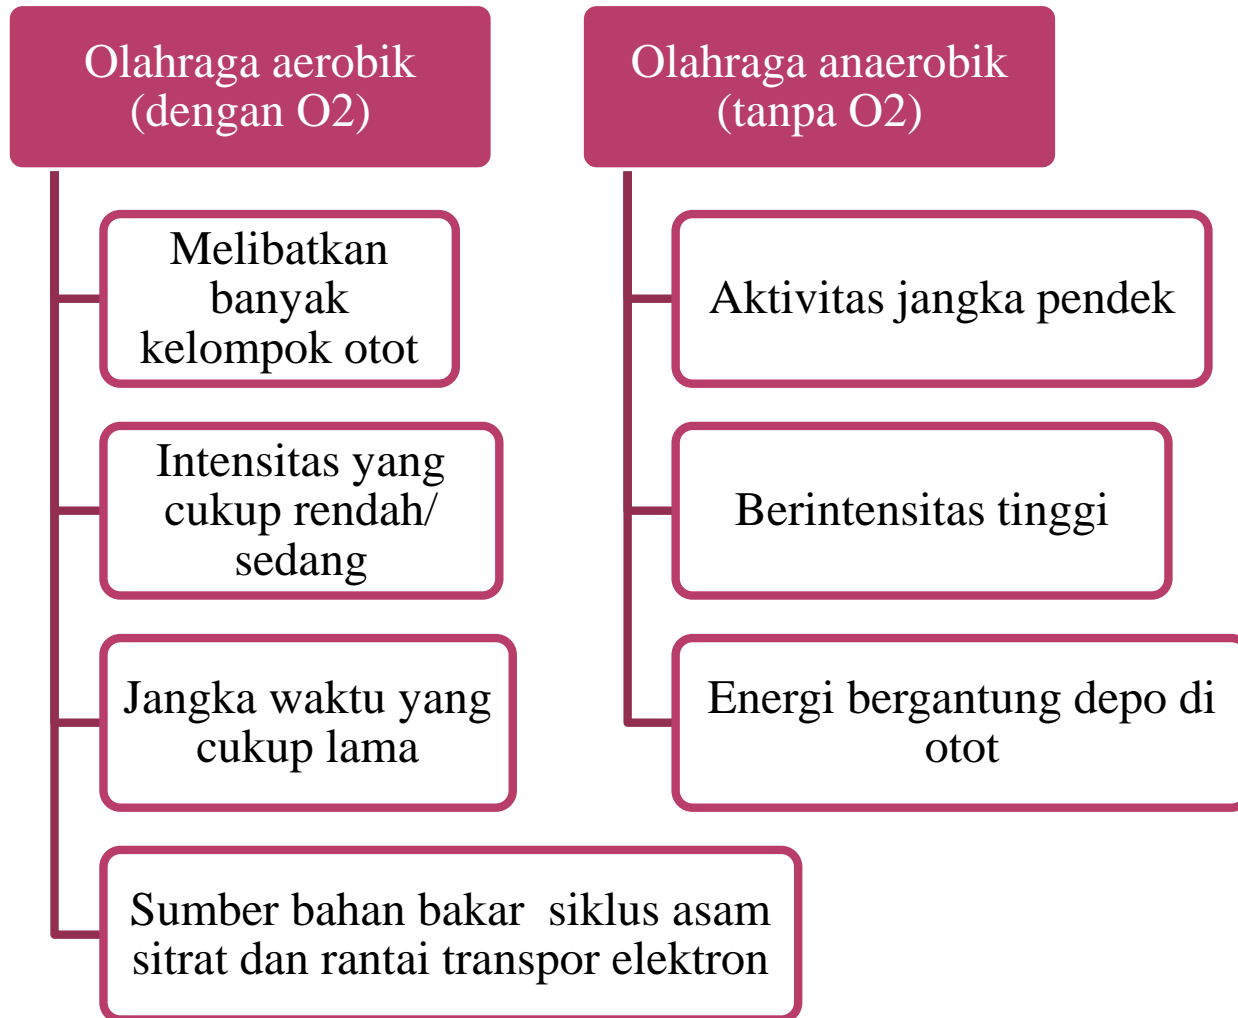 Olahraga aerobik
(dengan O2)
Melibatkan
banyak
kelompok otot
Intensitas yang
cukup rendah/
sedang
Jangka waktu yang
cukup lama
Sumber bahan bakar  siklus asam
sitrat dan rantai transpor elektron
Olahraga anaerobik
(tanpa O2)
Aktivitas jangka pendek
Berintensitas tinggi
Energi bergantung depo di
otot